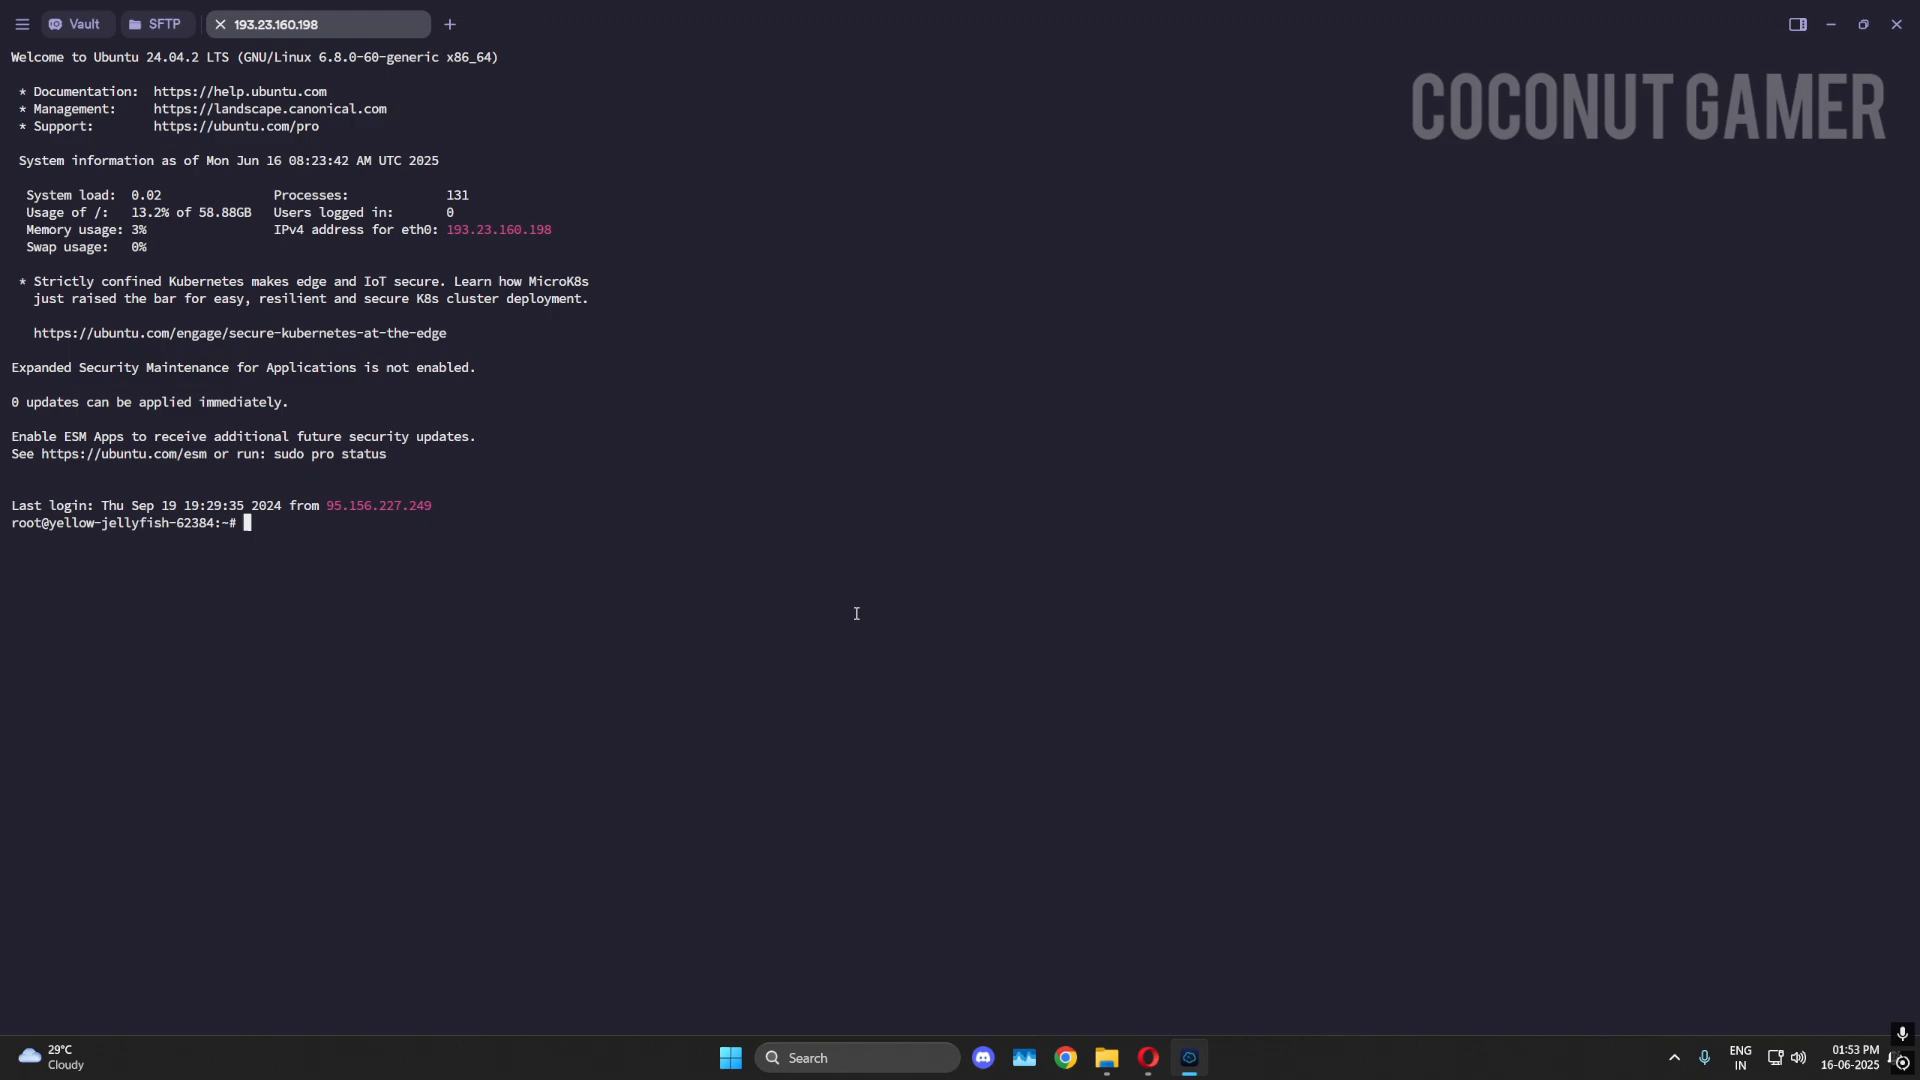 Vault SFTP 193.23.160.198
Welcome to Ubuntu 24.04.2 LTS (GNU/Linux 6.8.0-60-generic x86_64)
COCONUT GAMER
* Documentation: https://help.ubuntu.com
* Management: https://landscape.canonical.com
* Support: https://ubuntu.com/pro
System information as of Mon Jun 16 08:23:42 AM UTC 2025
System load: 0.02 Processes: 131
Usage of /: 13.2% of 58.88GB Users logged in: 0
Memory usage: 3% IPv4 address for eth0: 193.23.160.198
Swap usage: 0%
* Strictly confined Kubernetes makes edge and IoT secure. Learn how MicroK8s
just raised the bar for easy, resilient and secure K8s cluster deployment.
https://ubuntu.com/engage/secure-kubernetes-at-the-edge
Expanded Security Maintenance for Applications is not enabled.
0 updates can be applied immediately.
Enable ESM Apps to receive additional future security updates.
See https://ubuntu.com/esm or run: sudo pro status
Last login: Thu Sep 19 19:29:35 2024 from 95.156.227.249
root@yellow-jellyfish-62384:~#
29°C
Cloudy
Search
ENG
IN
01:53 PM
16-06-2025